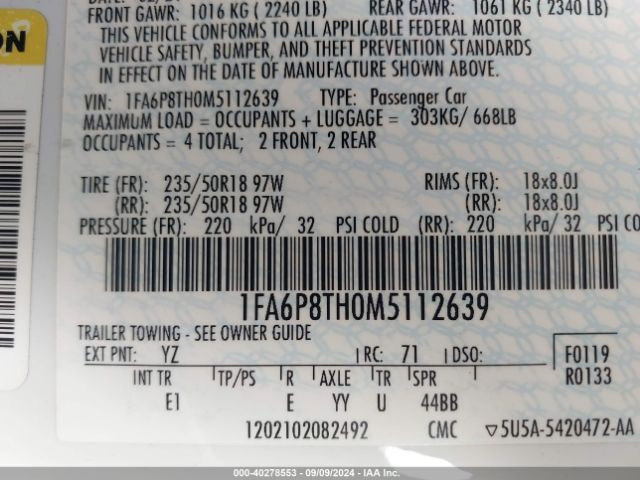 FRONT GAWR: 1016 KG ( 2240 LB) REAR GAWR: 1061 KG ( 2340 LB)
THIS VEHICLE CONFORMS TO ALL APPLICABLE FEDERAL MOTOR
VEHICLE SAFETY, BUMPER, AND THEFT PREVENTION STANDARDS
IN EFFECT ON THE DATE OF MANUFACTURE SHOWN ABOVE.
VIN: 1FA6P8TH0M5112639 TYPE: Passenger Car
MAXIMUM LOAD = OCCUPANTS + LUGGAGE = 303KG/ 668LB
OCCUPANTS = 4 TOTAL; 2 FRONT, 2 REAR
TIRE (FR): 235/50R18 97W RIMS (FR): 18x8.0J
(RR): 235/50R18 97W (RR): 18x8.0J
PRESSURE (FR): 220 kPa/ 32 PSI COLD (RR): 220 kPa/ 32 PSI CO
1FA6P8TH0M5112639
TRAILER TOWING - SEE OWNER GUIDE
EXT PNT: YZ RC: 71 DSO: F0119
INT TR TP/PS R AXLE TR SPR R0133
E1 E YY U 44BB
1202102082492 CMC ▽5U5A-5420472-AA
000-40278553 - 09/09/2024 - IAA Inc.